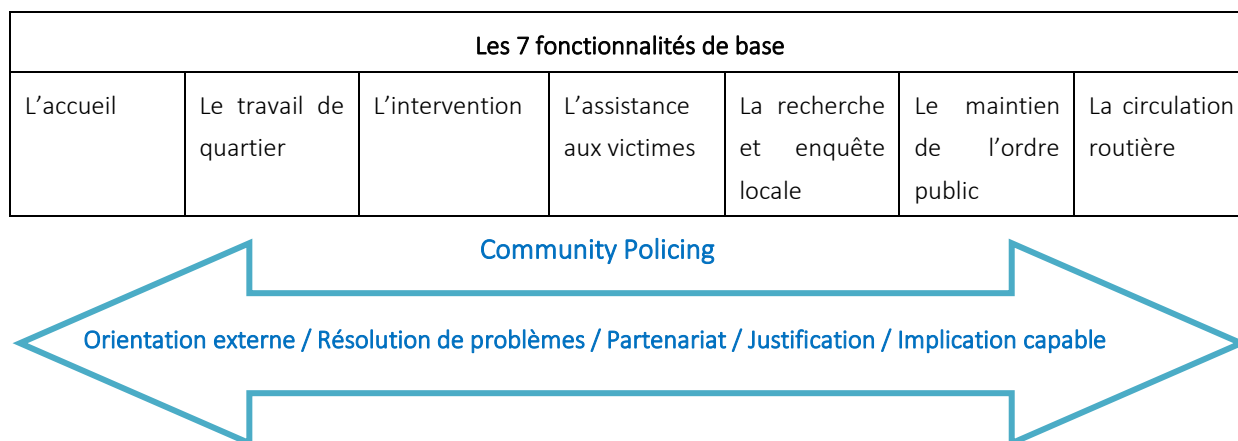 Les 7 fonctionnalités de base
L’accueil
Le travail de
quartier
L’intervention
L’assistance
aux victimes
La recherche
et enquête
locale
Le maintien
de l’ordre
public
La circulation
routière
Community Policing
Orientation externe / Résolution de problèmes / Partenariat / Justification / Implication capable